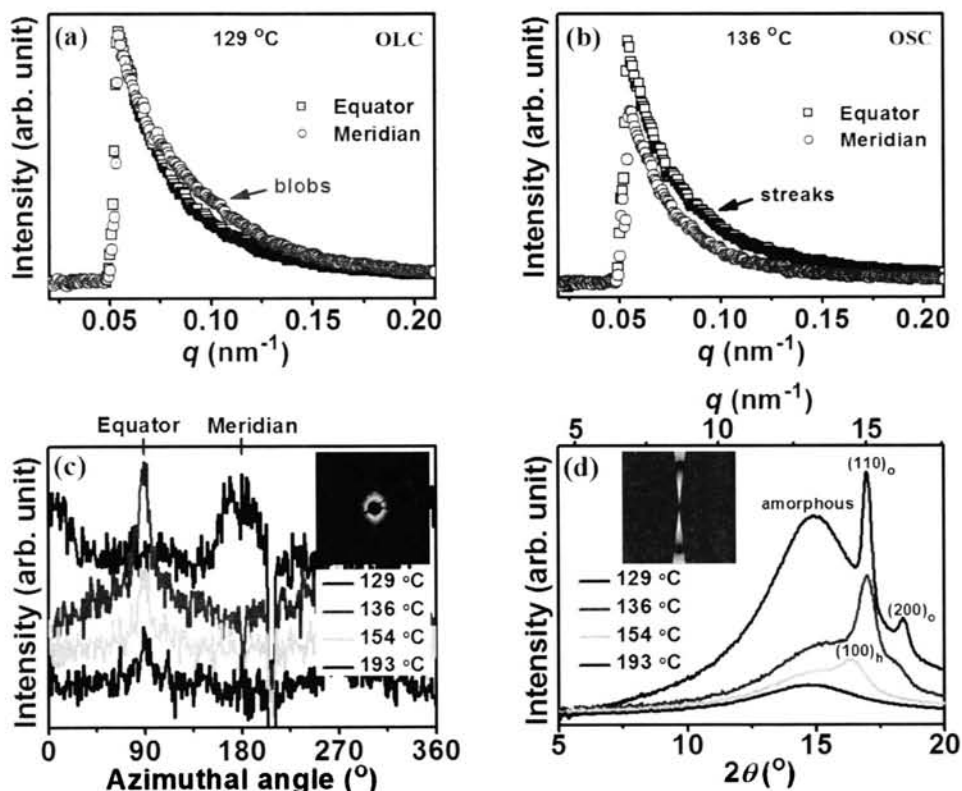 (a) 129 °C OLC
Intensity (arb. unit)
□ Equator
○ Meridian
blobs
0.05 0.10 0.15 0.20
q (nm⁻¹)
(b) 136 °C OSC
Intensity (arb. unit)
□ Equator
○ Meridian
streaks
0.05 0.10 0.15 0.20
q (nm⁻¹)
Equator Meridian
(c)
Intensity (arb. unit)
129 °C
136 °C
154 °C
193 °C
0 90 180 270 360
Azimuthal angle (°)
q (nm⁻¹)
5 10 15 20
(d)
Intensity (arb. unit)
amorphous
(110)ₒ
(200)ₒ
(100)ₕ
129 °C
136 °C
154 °C
193 °C
5 10 15 20
2θ (°)